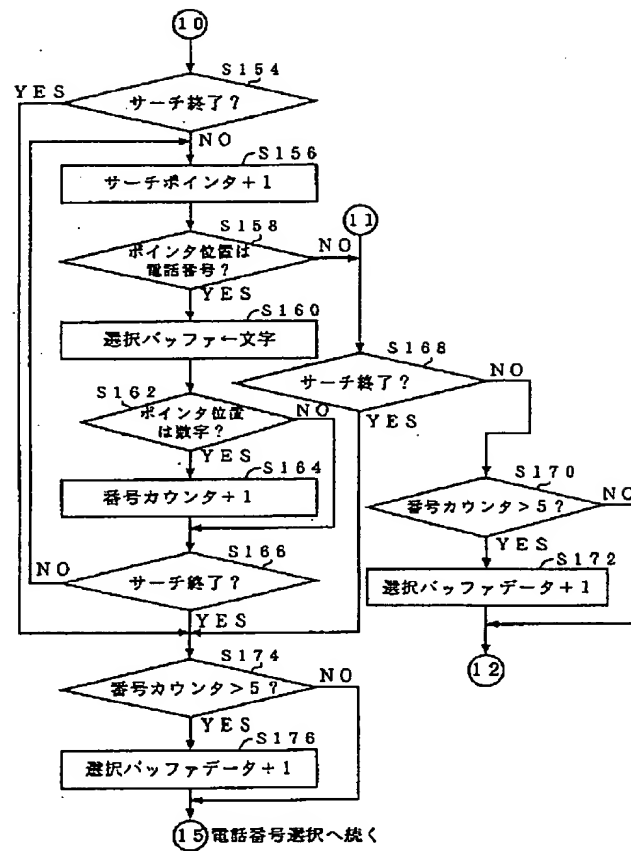 10
S154
YES
サーチ終了?
NO
S156
サーチポインタ+1
S158
11
ポインタ位置は
電話番号?
NO
YES
S160
選択バッファ←文字
S168
サーチ終了?
NO
YES
S162
ポインタ位置
は数字?
NO
YES
S164
番号カウンタ+1
S170
番号カウンタ>5?
NO
YES
S166
NO
サーチ終了?
YES
S172
選択バッファデータ+1
12
S174
番号カウンタ>5?
NO
YES
S176
選択バッファデータ+1
15 電話番号選択へ続く